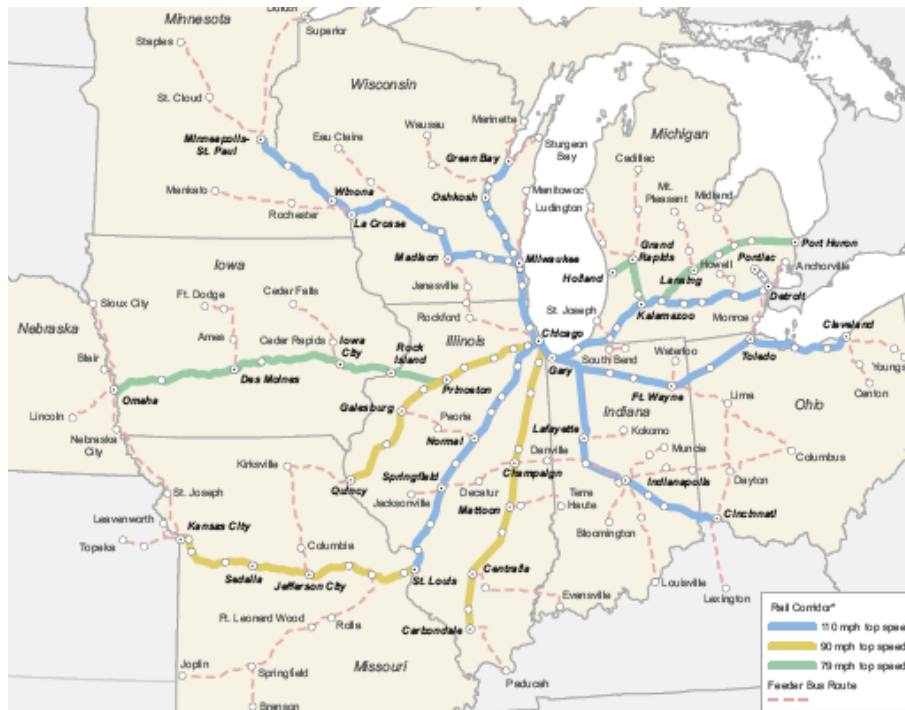 Minnesota
Superior
Staples
Wisconsin
St. Cloud
Minneapolis-
St. Paul
Eau Claire
Wausau
Marinette
Green Bay
Sturgeon
Bay
Michigan
Cadillac
Mt.
Pleasant
Midland
Mankato
Winona
Rochester
La Crosse
Oshkosh
Manitowoc
Ludington
Grand
Rapids
Port Huron
Pontiac
Howell
Anchorville
Lansing
Holland
Madison
Milwaukee
Detroit
Iowa
Janesville
Rockford
St. Joseph
Kalamazoo
Monroe
Cleveland
Sioux City
Ft. Dodge
Cedar Falls
Nebraska
Ames
Cedar Rapids
Iowa
City
Rock
Island
Illinois
Chicago
Gary
South Bend
Waterloo
Toledo
Youngs
Canton
Blair
Des Moines
Princeton
Ft. Wayne
Lima
Ohio
Omaha
Lincoln
Galesburg
Peoria
Normal
Indiana
Lafayette
Kokomo
Nebraska
City
Kirksville
Springfield
Danville
Muncie
Columbus
Quincy
Jacksonville
Decatur
Champaign
Indianapolis
Dayton
St. Joseph
Mattoon
Terre
Haute
Cincinnati
Leavenworth
Kansas City
Bloomington
Topeka
Columbia
Sedalia
Jefferson City
St. Louis
Centralia
Louisville
Lexington
Evansville
Ft. Leonard Wood
Rolla
Carbondale
Joplin
Springfield
Missouri
Paducah
Branson
Rail Corridor*
110 mph top speed
90 mph top speed
79 mph top speed
Feeder Bus Route